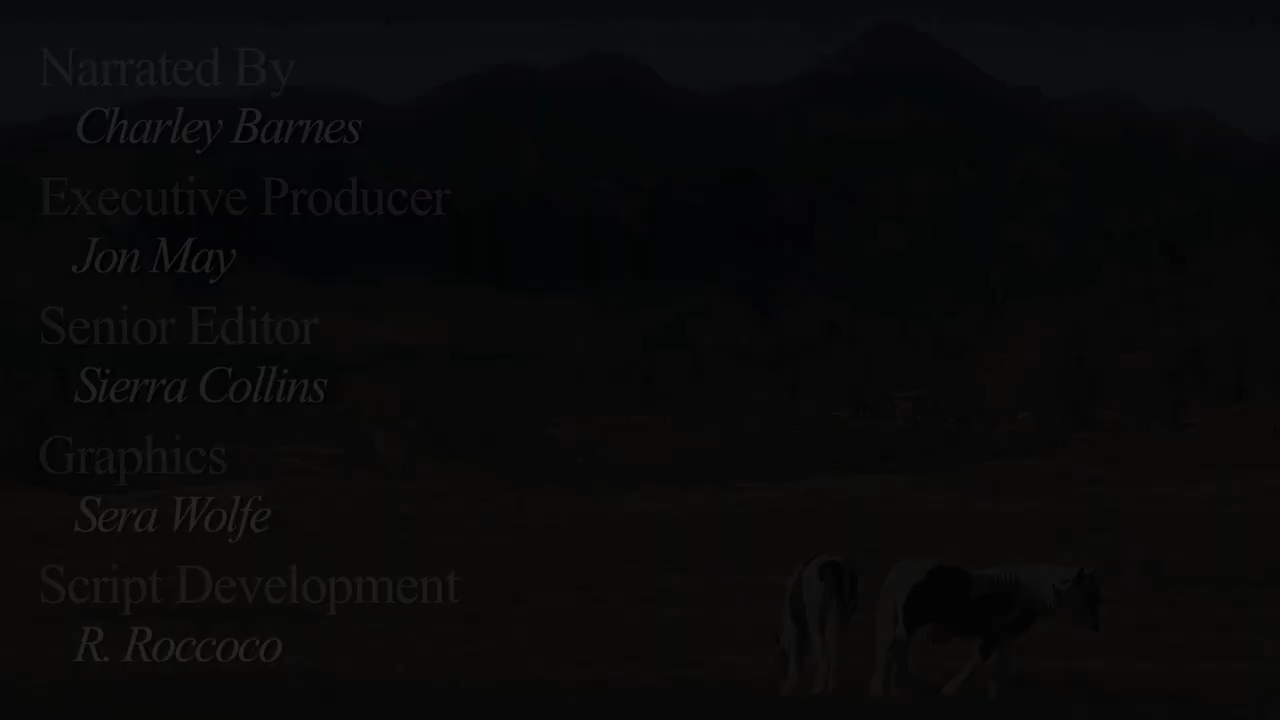 Narrated By
Charley Barnes
Executive Producer
Jon May
Senior Editor
Sierra Collins
Graphics
Sera Wolfe
Script Development
R. Roccoco